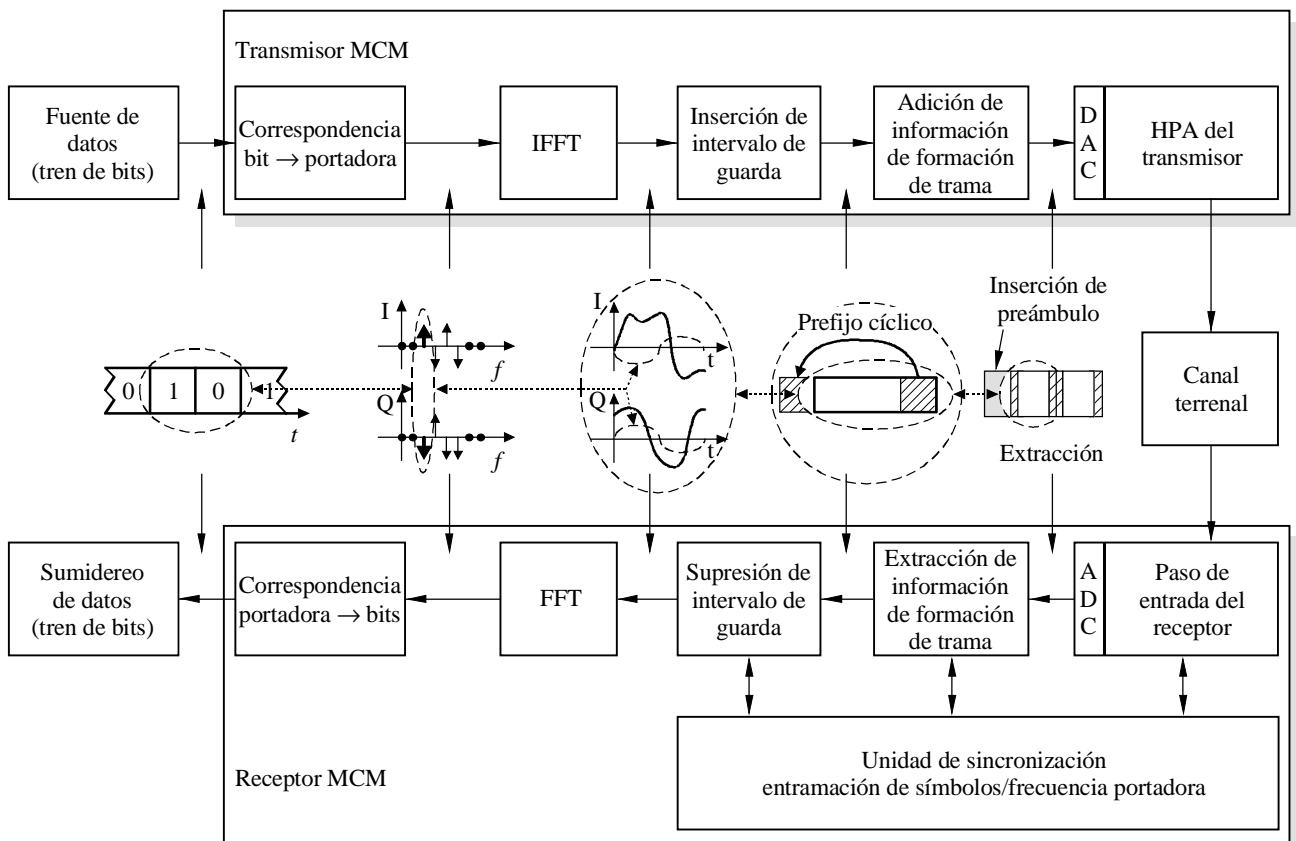 Transmisor MCM
Fuente de
datos
(tren de bits)
Correspondencia
bit → portadora
IFFT
Inserción de
intervalo de
guarda
Adición de
información
de formación
de trama
D
A
C
HPA del
transmisor
I
f
Q
f
0
1
0
1
t
I
t
Q
t
Prefijo cíclico
Inserción de
preámbulo
Extracción
Canal
terrenal
Sumidereo
de datos
(tren de bits)
Correspondencia
portadora → bits
FFT
Supresión de
intervalo de
guarda
Extracción de
información
de formación
de trama
A
D
C
Paso de
entrada del
receptor
Receptor MCM
Unidad de sincronización
entramación de símbolos/frecuencia portadora